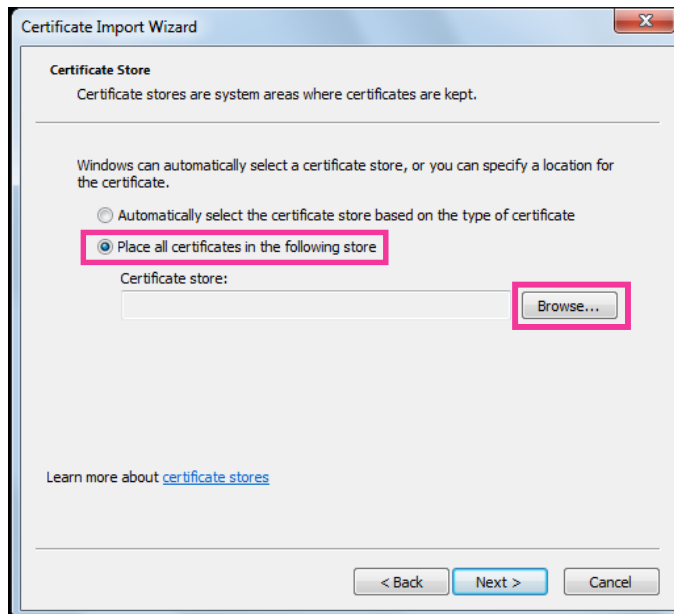 Certificate Import Wizard
Certificate Store
Certificate stores are system areas where certificates are kept.
Windows can automatically select a certificate store, or you can specify a location for
the certificate.
Automatically select the certificate store based on the type of certificate
Place all certificates in the following store
Certificate store:
Browse...
Learn more about certificate stores
< Back Next > Cancel